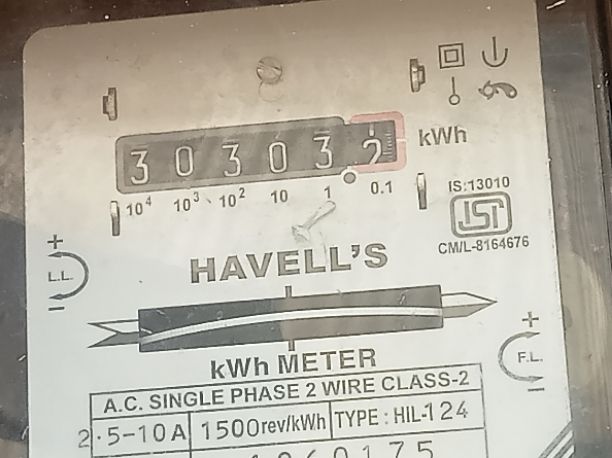 3 0 3 0 3 2 kWh
10⁴ 10³ 10² 10 1 0.1
IS:13010
ISI
CM/L-8164676
HAVELL'S
+
L.L.
−
+
F.L.
−
kWh METER
A.C. SINGLE PHASE 2 WIRE CLASS-2
2.5-10A 1500rev/kWh TYPE : HIL-124